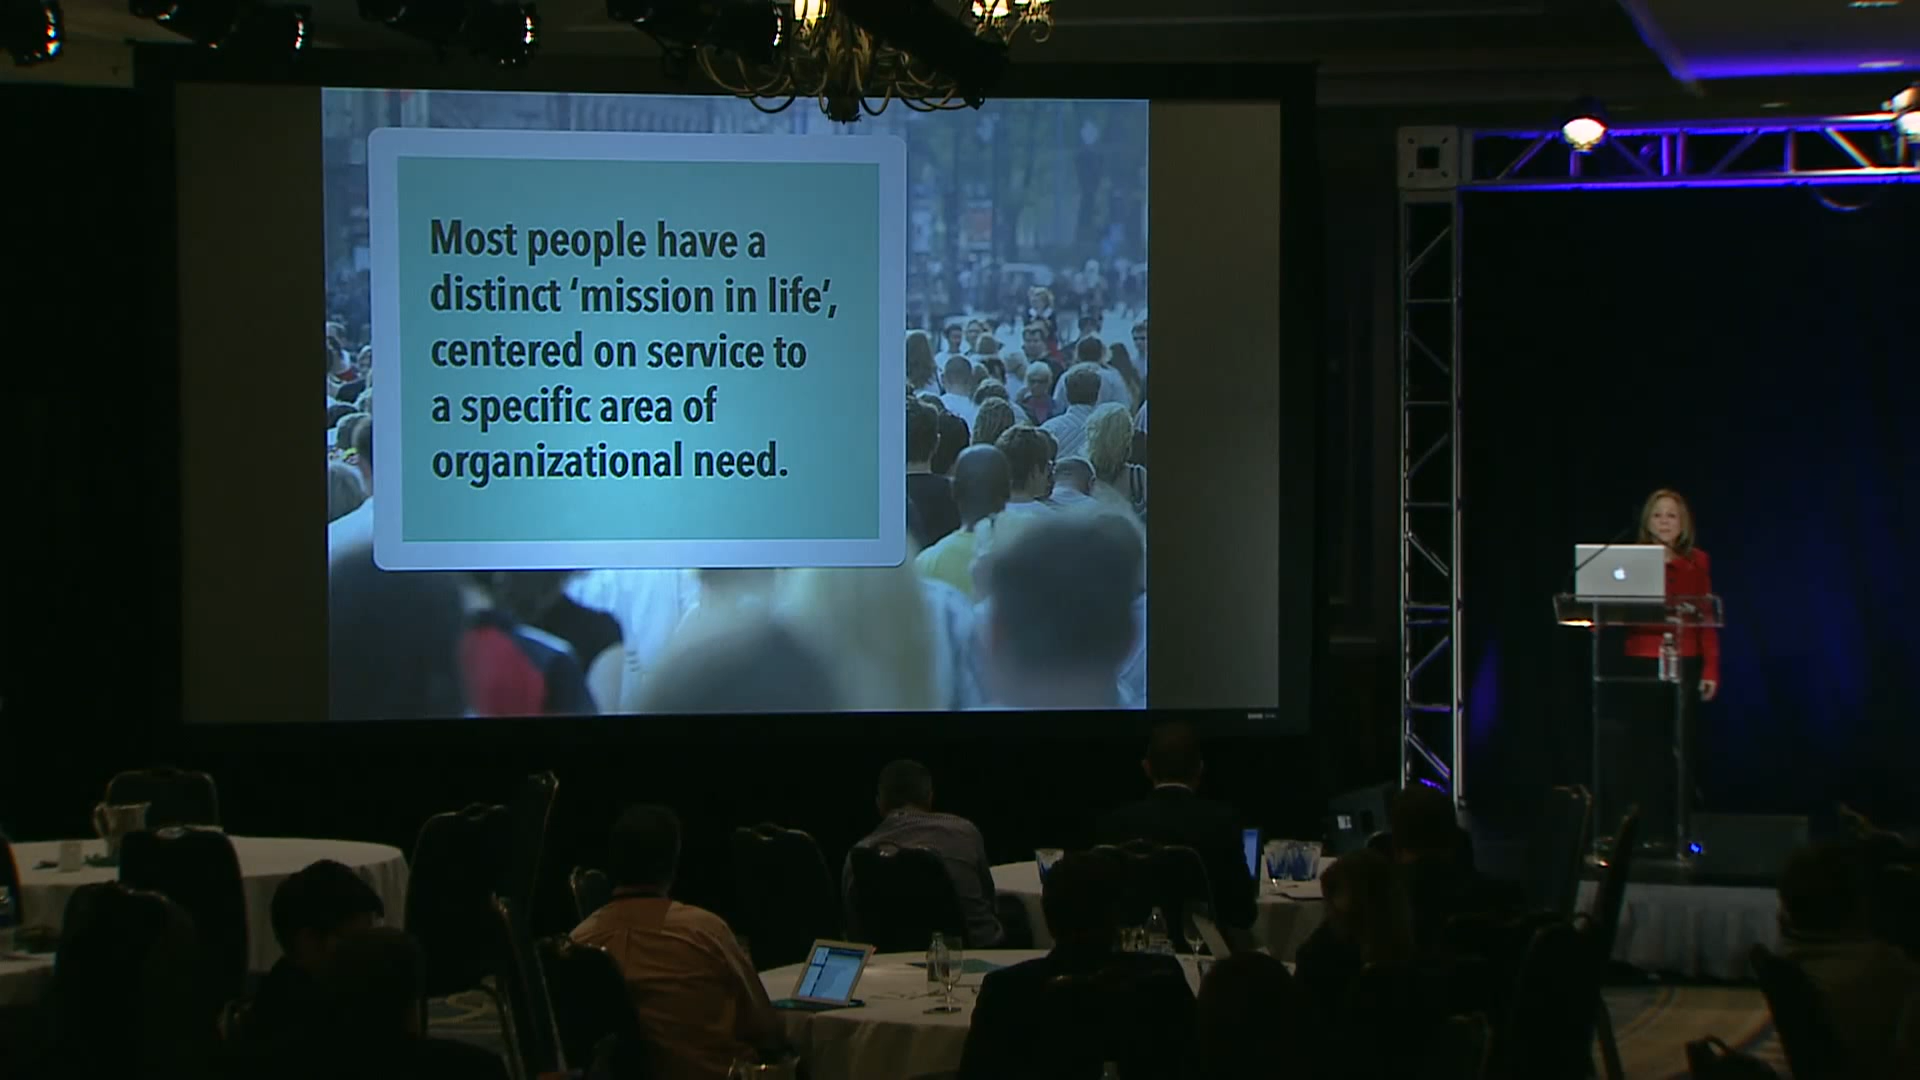 Most people have a
distinct ‘mission in life’,
centered on service to
a specific area of
organizational need.